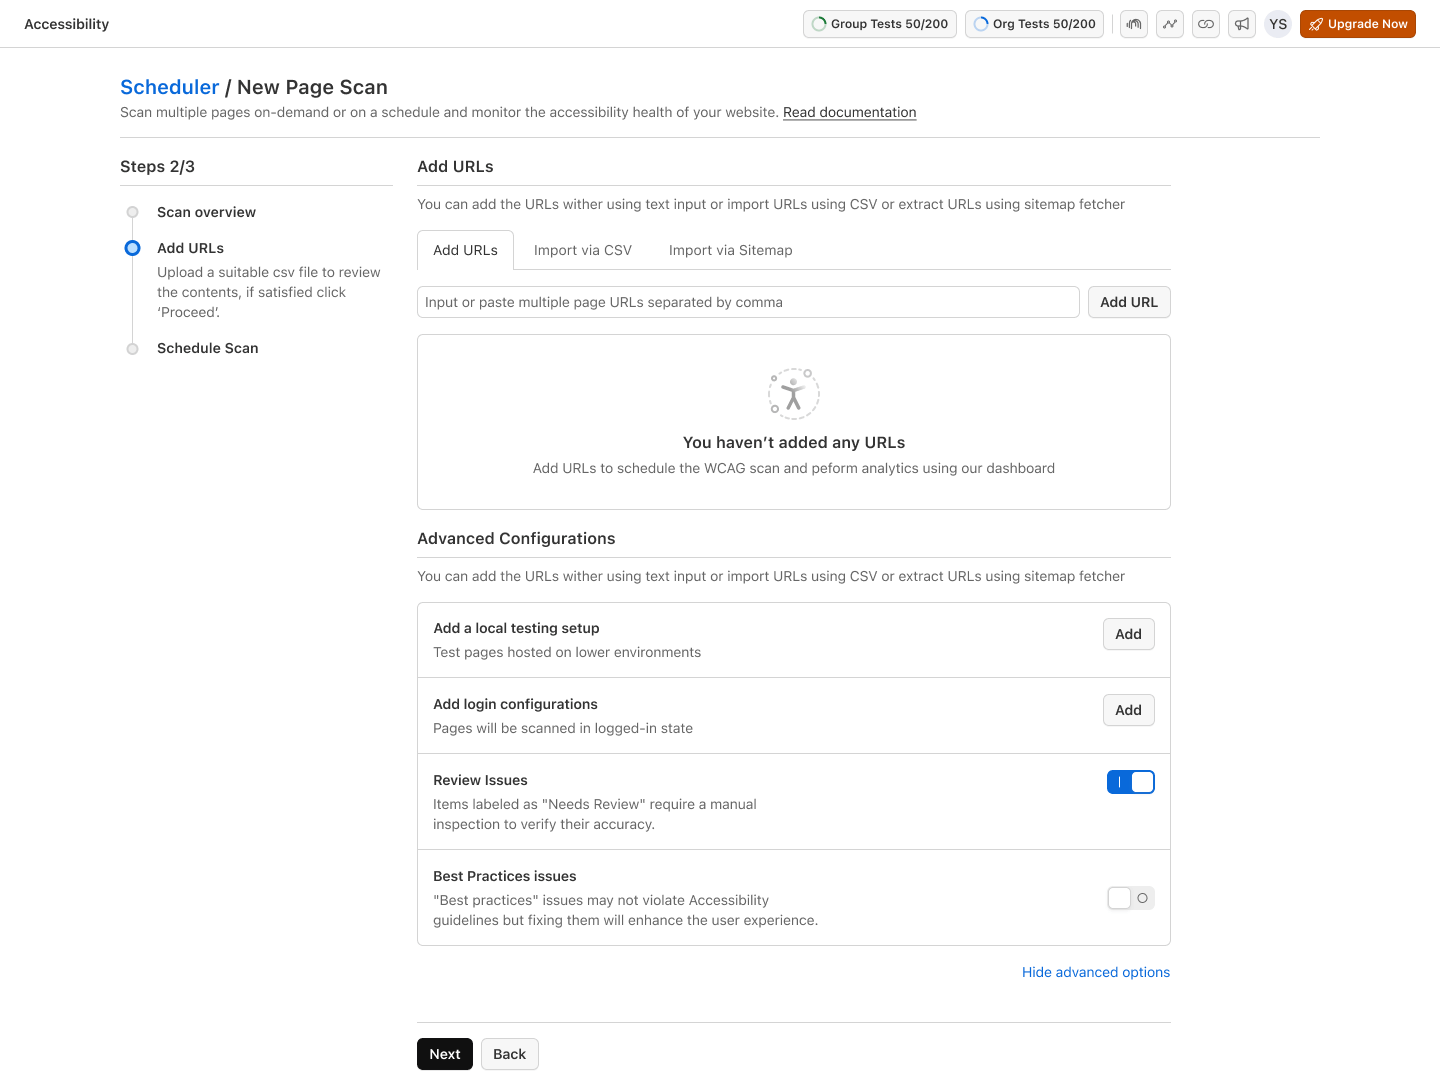 Accessibility
Group Tests 50/200
Org Tests 50/200
YS
Upgrade Now
Scheduler / New Page Scan
Scan multiple pages on-demand or on a schedule and monitor the accessibility health of your website. Read documentation
Steps 2/3
Scan overview
Add URLs
Upload a suitable csv file to review
the contents, if satisfied click
‘Proceed’.
Schedule Scan
Add URLs
You can add the URLs wither using text input or import URLs using CSV or extract URLs using sitemap fetcher
Add URLs
Import via CSV
Import via Sitemap
Input or paste multiple page URLs separated by comma
Add URL
You haven’t added any URLs
Add URLs to schedule the WCAG scan and peform analytics using our dashboard
Advanced Configurations
You can add the URLs wither using text input or import URLs using CSV or extract URLs using sitemap fetcher
Add a local testing setup
Test pages hosted on lower environments
Add
Add login configurations
Pages will be scanned in logged-in state
Add
Review Issues
Items labeled as "Needs Review" require a manual
inspection to verify their accuracy.
Best Practices issues
"Best practices" issues may not violate Accessibility
guidelines but fixing them will enhance the user experience.
Hide advanced options
Next
Back